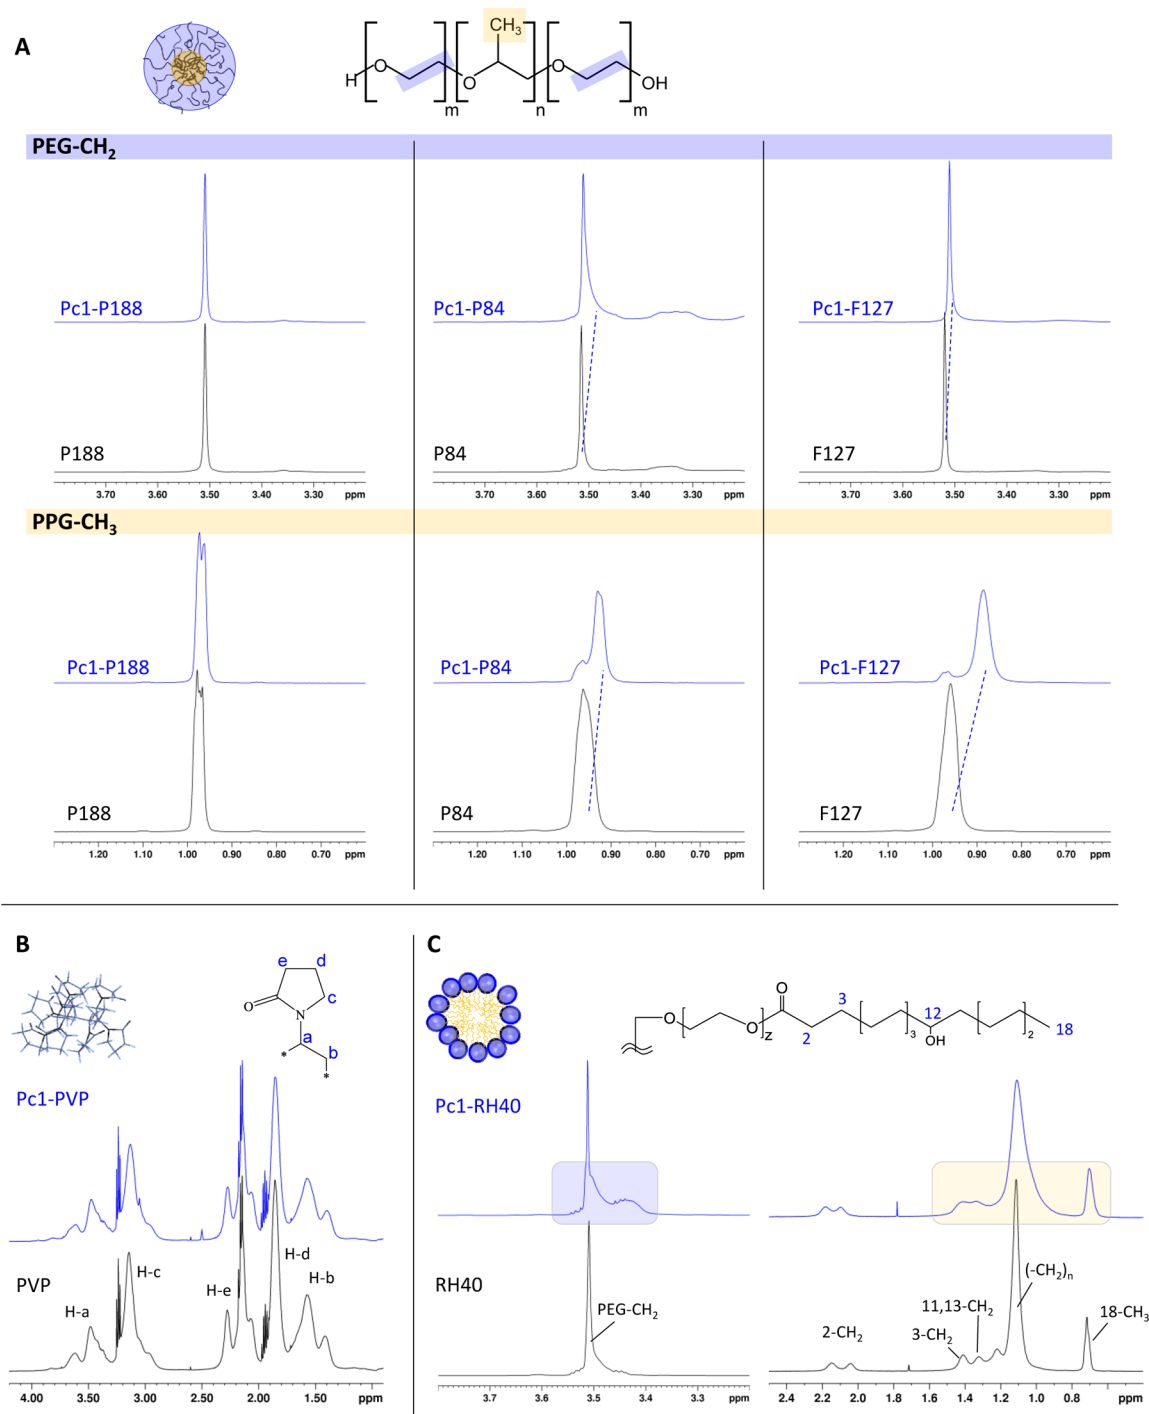 A
CH3
H
O
m
O
n
O
m
OH
PEG-CH2
Pc1-P188
Pc1-P84
Pc1-F127
P188
P84
F127
3.70 3.60 3.50 3.40 3.30 ppm
3.70 3.60 3.50 3.40 3.30 ppm
3.70 3.60 3.50 3.40 3.30 ppm
PPG-CH3
Pc1-P188
Pc1-P84
Pc1-F127
P188
P84
F127
1.20 1.10 1.00 0.90 0.80 0.70 ppm
1.20 1.10 1.00 0.90 0.80 0.70 ppm
1.20 1.10 1.00 0.90 0.80 0.70 ppm
B
e d
O
c
N
a
b
*
*
Pc1-PVP
PVP
H-a
H-c
H-e
H-d
H-b
4.00 3.50 3.00 2.50 2.00 1.50 ppm
C
O
O
z
O
2
3
3
12
OH
2
18
Pc1-RH40
RH40
PEG-CH2
2-CH2
3-CH2
11,13-CH2
(-CH2)n
18-CH3
3.7 3.6 3.5 3.4 3.3 ppm
2.4 2.2 2.0 1.8 1.6 1.4 1.2 1.0 0.8 ppm